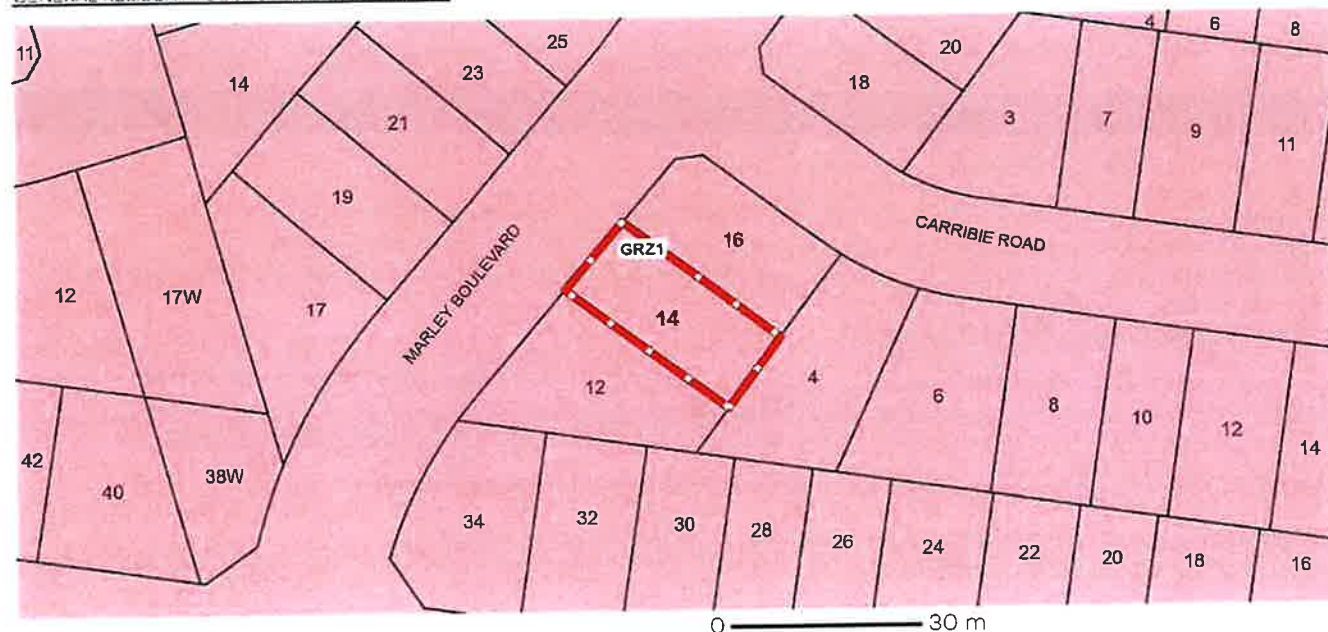 4 6 8
11 14 25 20
23 18
21 3 7 9 11
19
16 CARRIBIE ROAD
GRZ1
12 17W 17 MARLEY BOULEVARD 14
12 4 6 8 10 12 14
42 40 38W
34 32 30 28 26 24 22 20 18 16
0 30 m